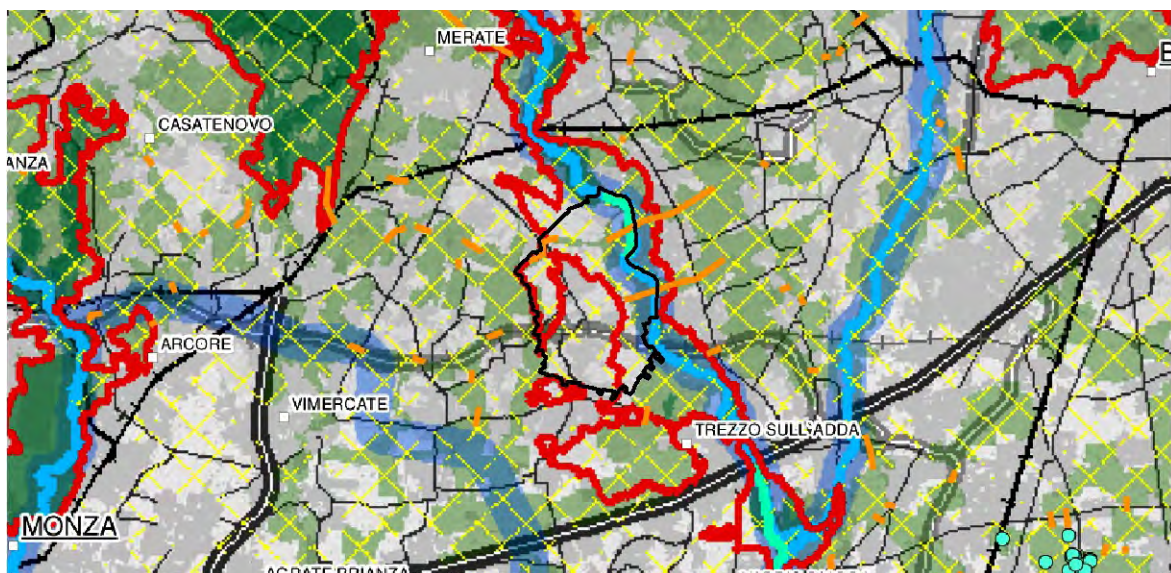 MERATE
B
CASATENOVO
ANZA
ARCORE
VIMERCATE
TREZZO SULL'ADDA
MONZA
AGRATE BRIANZA